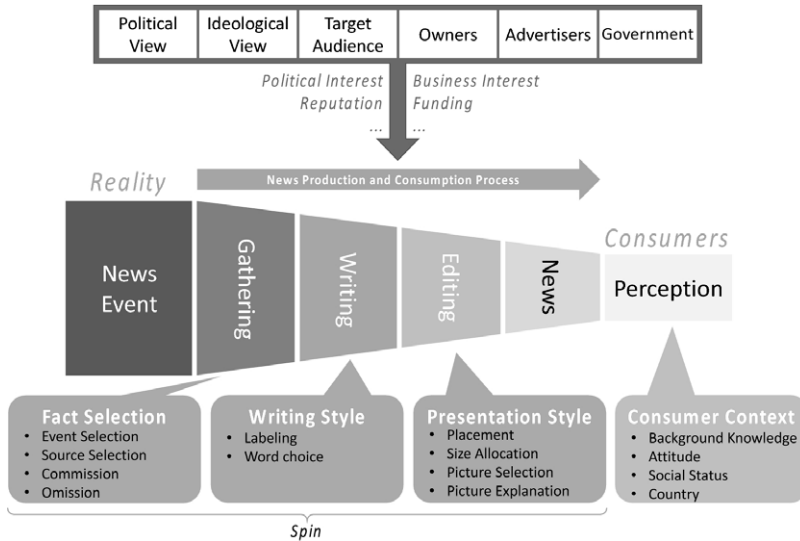 Political View
Ideological View
Target Audience
Owners
Advertisers
Government
Political Interest
Reputation
...
Business Interest
Funding
...
Reality
News Production and Consumption Process
News Event
Gathering
Writing
Editing
News
Consumers
Perception
Fact Selection
• Event Selection
• Source Selection
• Commission
• Omission
Writing Style
• Labeling
• Word choice
Presentation Style
• Placement
• Size Allocation
• Picture Selection
• Picture Explanation
Consumer Context
• Background Knowledge
• Attitude
• Social Status
• Country
Spin